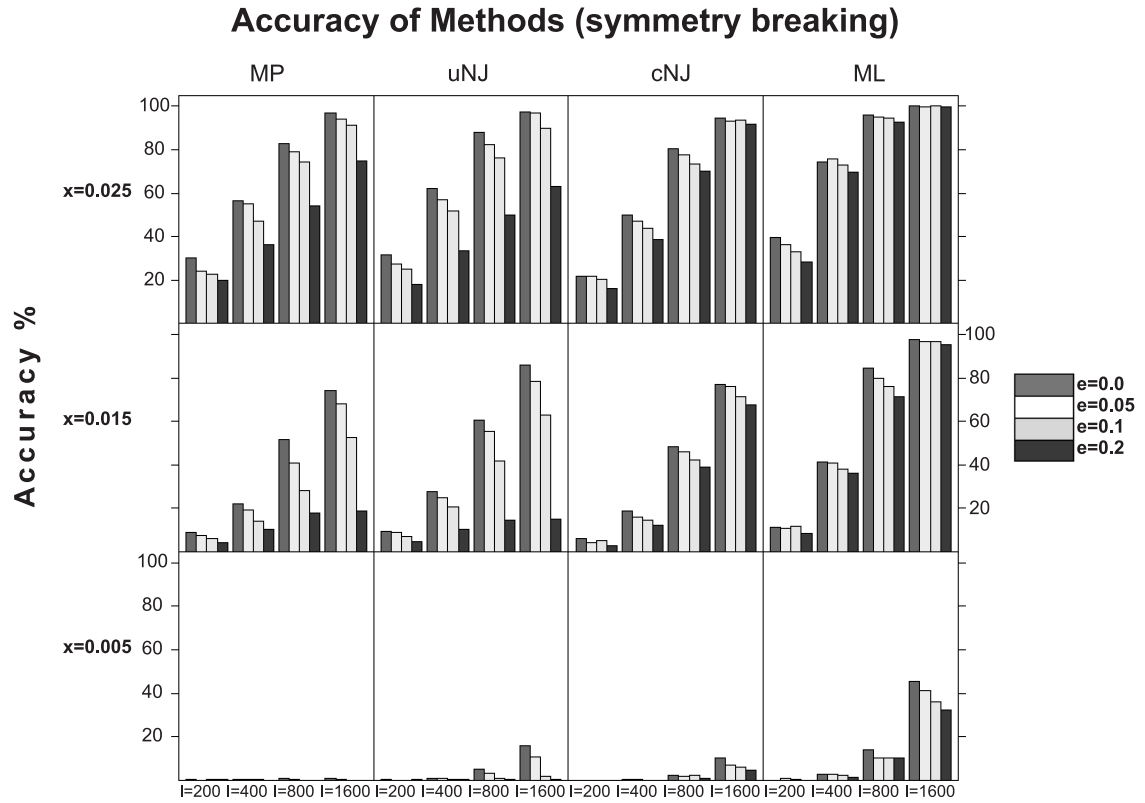 Accuracy of Methods (symmetry breaking)
MP uNJ cNJ ML
100
80
x=0.025
60
40
20
Accuracy %
100
80
x=0.015
60
40
20
e=0.0
e=0.05
e=0.1
e=0.2
100
80
x=0.005
60
40
20
l=200 l=400 l=800 l=1600 l=200 l=400 l=800 l=1600 l=200 l=400 l=800 l=1600 l=200 l=400 l=800 l=1600